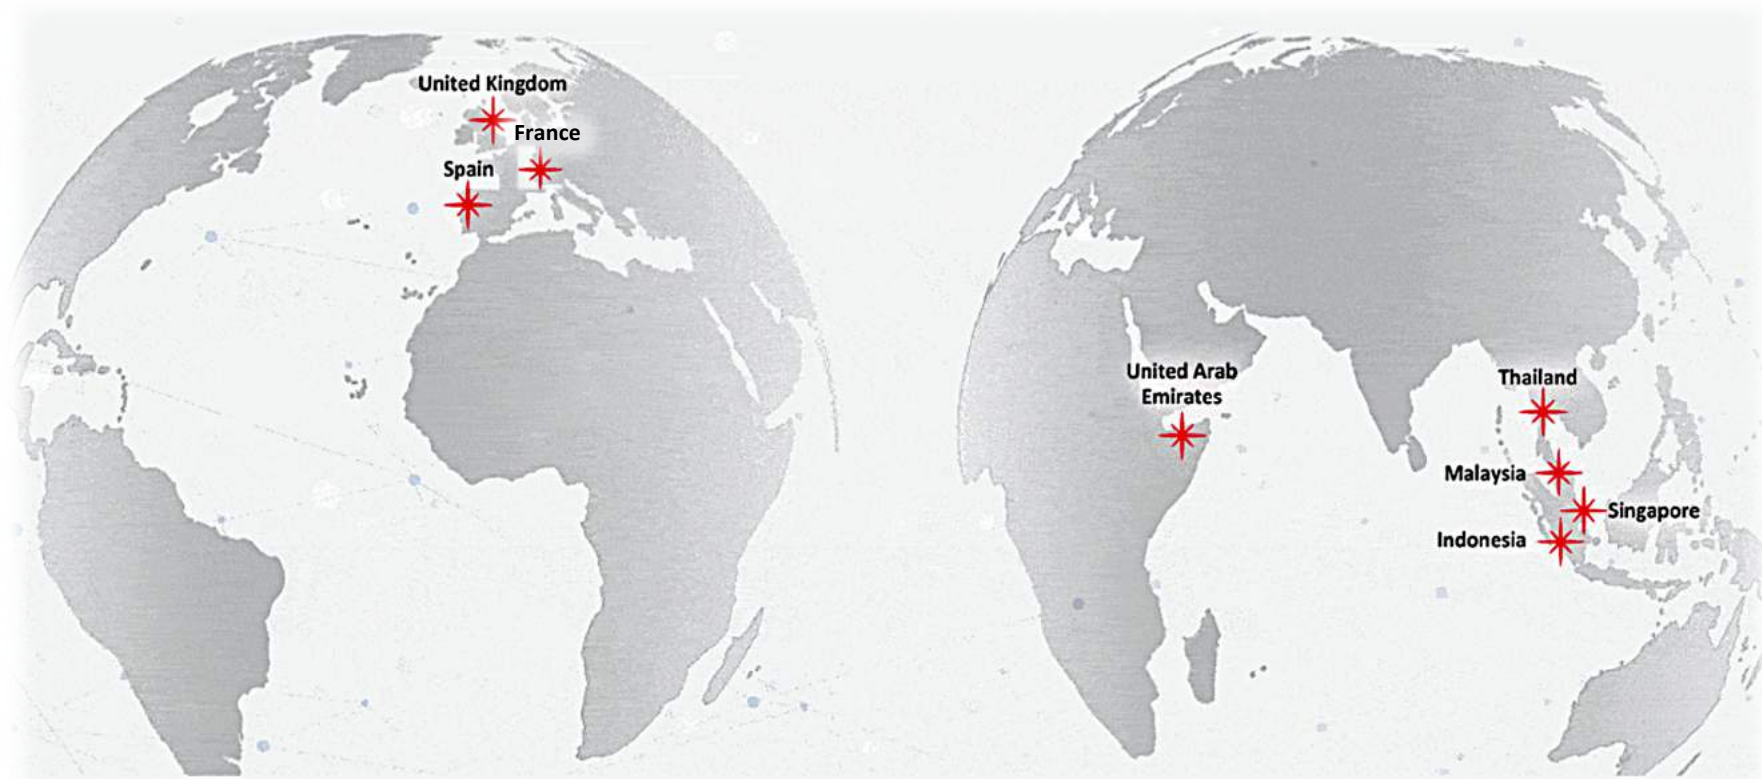 United Kingdom
France
Spain
United Arab
Emirates
Thailand
Malaysia
Singapore
Indonesia